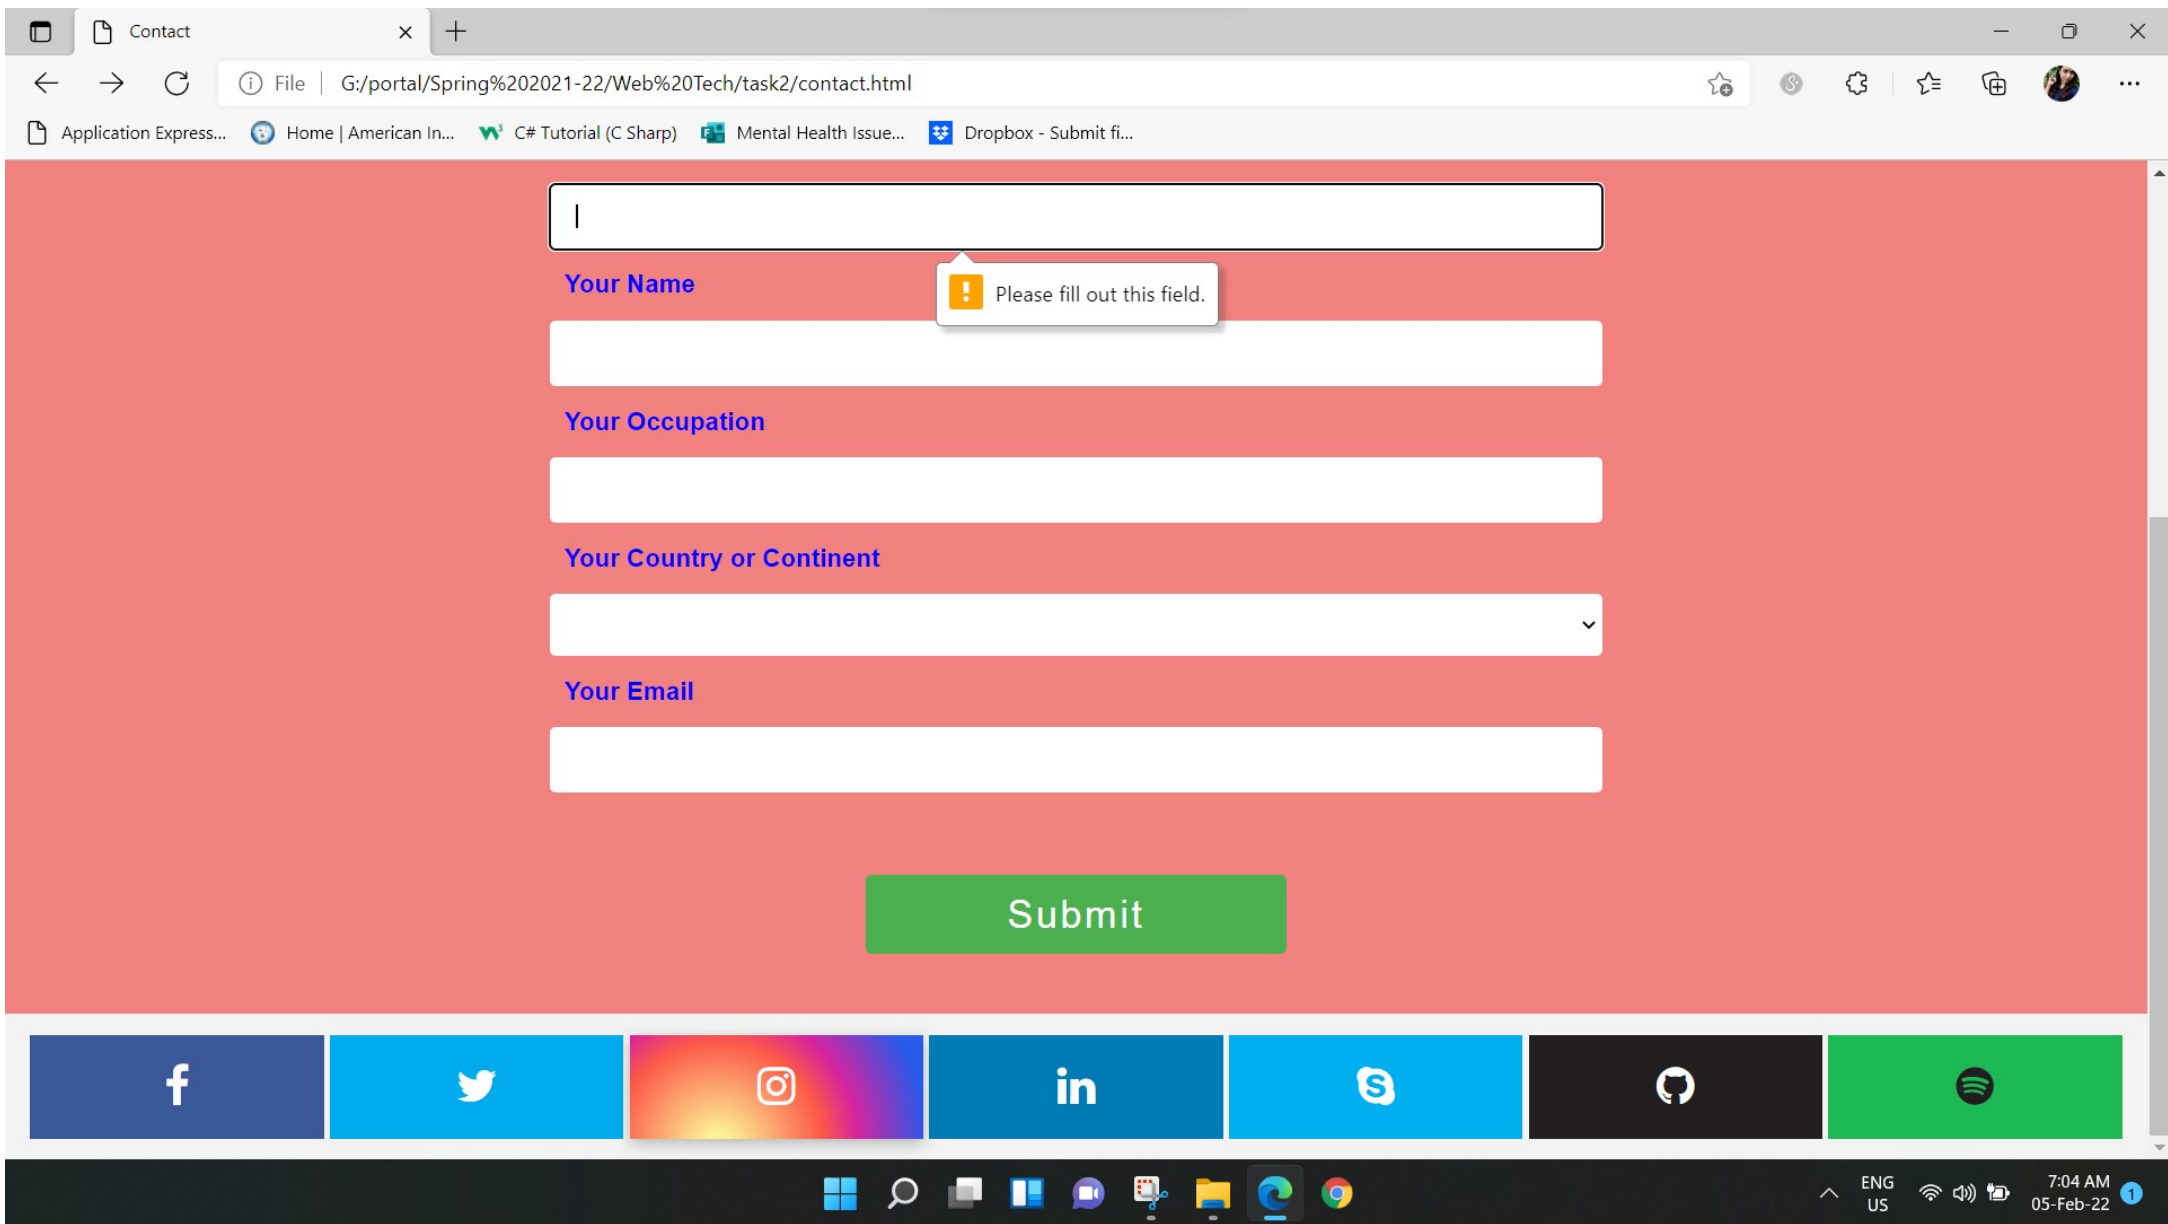 Contact
File
G:/portal/Spring%202021-22/Web%20Tech/task2/contact.html
Application Express... Home | American In... C# Tutorial (C Sharp) Mental Health Issue... Dropbox - Submit fi...
Your Name
Please fill out this field.
Your Occupation
Your Country or Continent
Your Email
Submit
ENG
US
7:04 AM
05-Feb-22
1